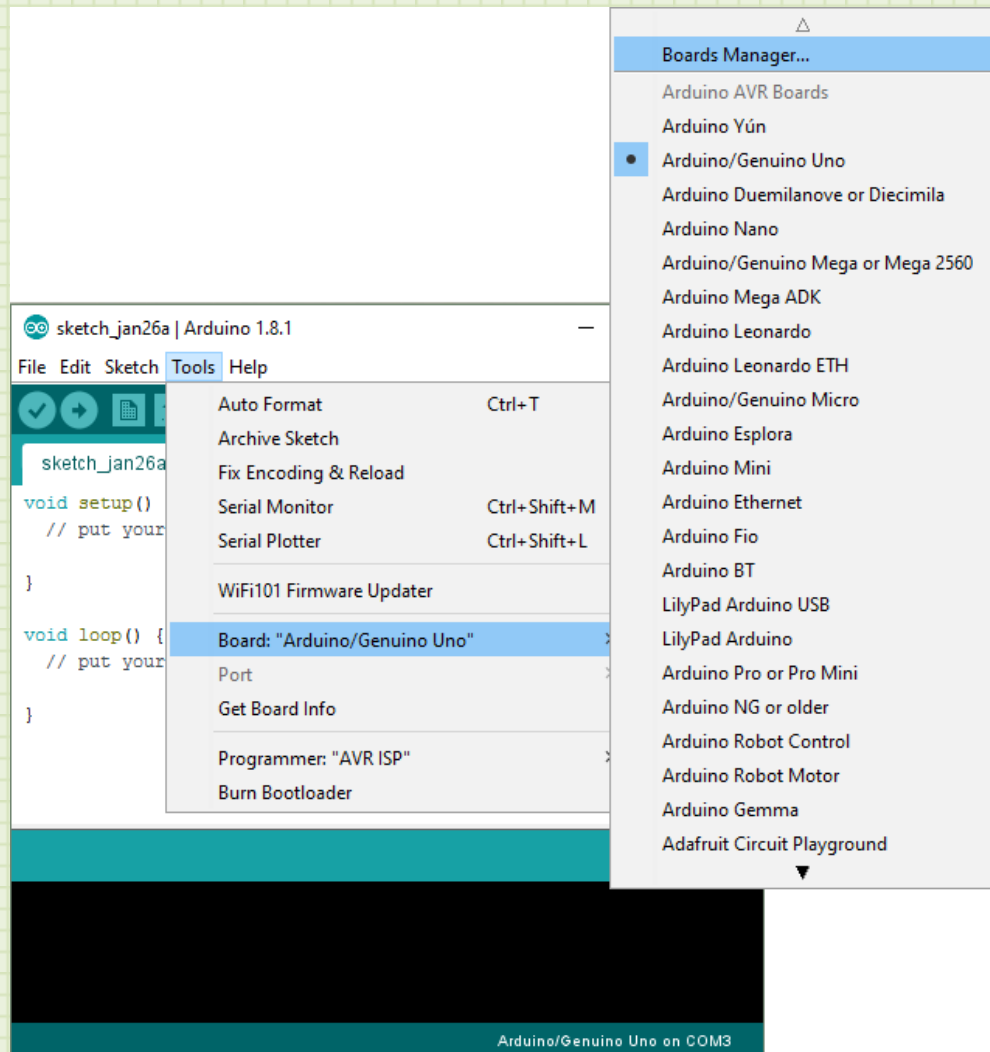 sketch_jan26a | Arduino 1.8.1
File Edit Sketch Tools Help
sketch_jan26a
void setup()
// put your
}
void loop() {
// put your
}
Auto Format Ctrl+T
Archive Sketch
Fix Encoding & Reload
Serial Monitor Ctrl+Shift+M
Serial Plotter Ctrl+Shift+L
WiFi101 Firmware Updater
Board: "Arduino/Genuino Uno"
Port
Get Board Info
Programmer: "AVR ISP"
Burn Bootloader
Boards Manager...
Arduino AVR Boards
Arduino Yún
Arduino/Genuino Uno
Arduino Duemilanove or Diecimila
Arduino Nano
Arduino/Genuino Mega or Mega 2560
Arduino Mega ADK
Arduino Leonardo
Arduino Leonardo ETH
Arduino/Genuino Micro
Arduino Esplora
Arduino Mini
Arduino Ethernet
Arduino Fio
Arduino BT
LilyPad Arduino USB
LilyPad Arduino
Arduino Pro or Pro Mini
Arduino NG or older
Arduino Robot Control
Arduino Robot Motor
Arduino Gemma
Adafruit Circuit Playground
Arduino/Genuino Uno on COM3